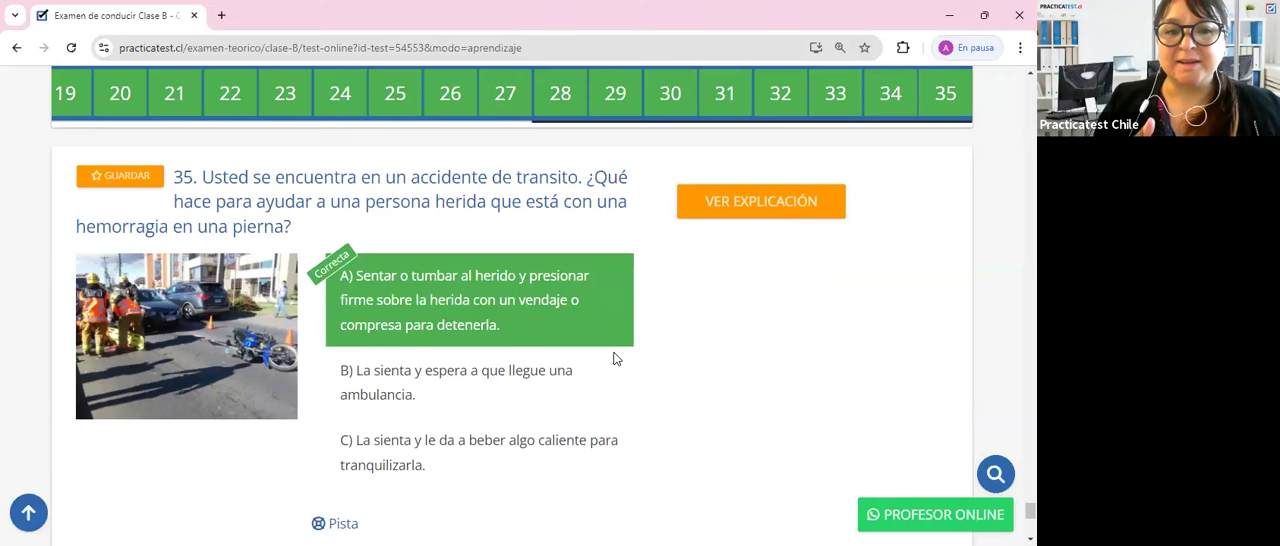 Examen de conducir Clase B - C
practicatest.cl/examen-teorico/clase-B/test-online?id-test=54553&modo=aprendizaje
A
En pausa
PRACTICATEST.cl
Practicatest Chile
19 20 21 22 23 24 25 26 27 28 29 30 31 32 33 34 35
GUARDAR
35. Usted se encuentra en un accidente de transito. ¿Qué
hace para ayudar a una persona herida que está con una
hemorragia en una pierna?
VER EXPLICACIÓN
Correcta
A) Sentar o tumbar al herido y presionar
firme sobre la herida con un vendaje o
compresa para detenerla.
B) La sienta y espera a que llegue una
ambulancia.
C) La sienta y le da a beber algo caliente para
tranquilizarla.
Pista
PROFESOR ONLINE